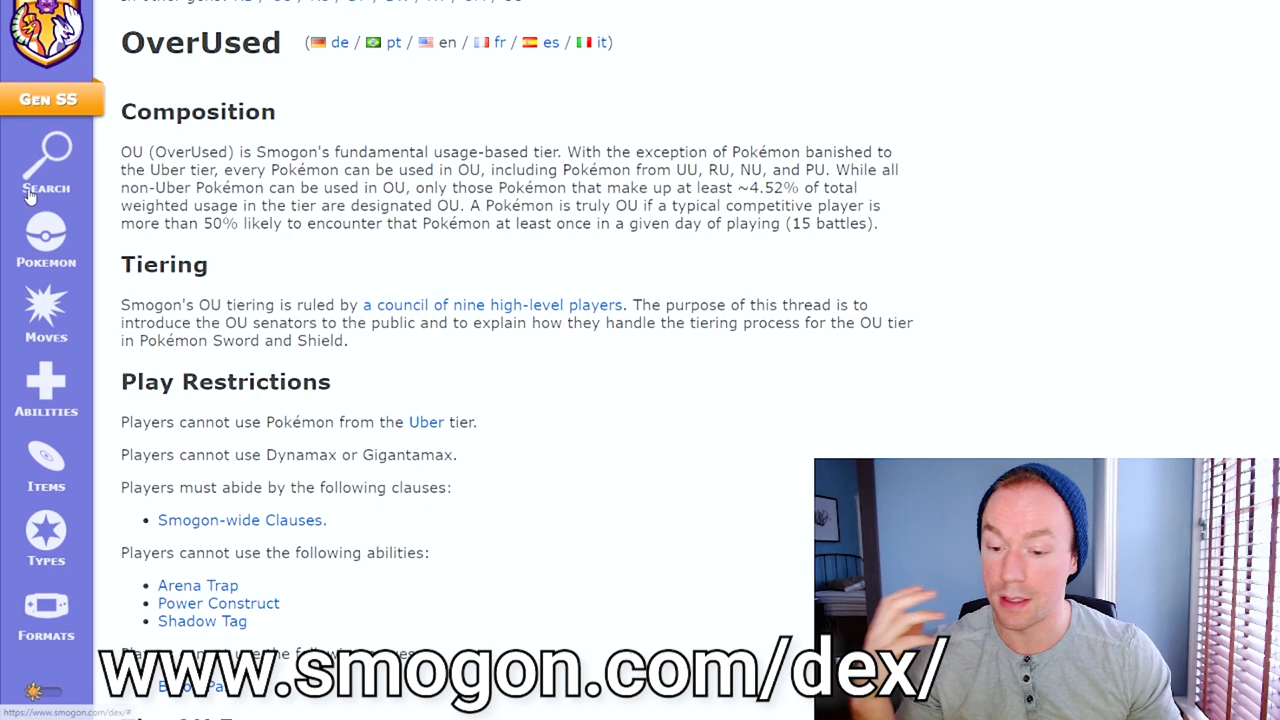 OverUsed (de / pt / en / fr / es / it)
GEN SS
SEARCH
POKEMON
MOVES
ABILITIES
ITEMS
TYPES
FORMATS
Composition
OU (OverUsed) is Smogon's fundamental usage-based tier. With the exception of Pokémon banished to
the Uber tier, every Pokémon can be used in OU, including Pokémon from UU, RU, NU, and PU. While all
non-Uber Pokémon can be used in OU, only those Pokémon that make up at least ~4.52% of total
weighted usage in the tier are designated OU. A Pokémon is truly OU if a typical competitive player is
more than 50% likely to encounter that Pokémon at least once in a given day of playing (15 battles).
Tiering
Smogon's OU tiering is ruled by a council of nine high-level players. The purpose of this thread is to
introduce the OU senators to the public and to explain how they handle the tiering process for the OU tier
in Pokémon Sword and Shield.
Play Restrictions
Players cannot use Pokémon from the Uber tier.
Players cannot use Dynamax or Gigantamax.
Players must abide by the following clauses:
• Smogon-wide Clauses.
Players cannot use the following abilities:
• Arena Trap
• Power Construct
• Shadow Tag
www.smogon.com/dex/
https://www.smogon.com/dex/#